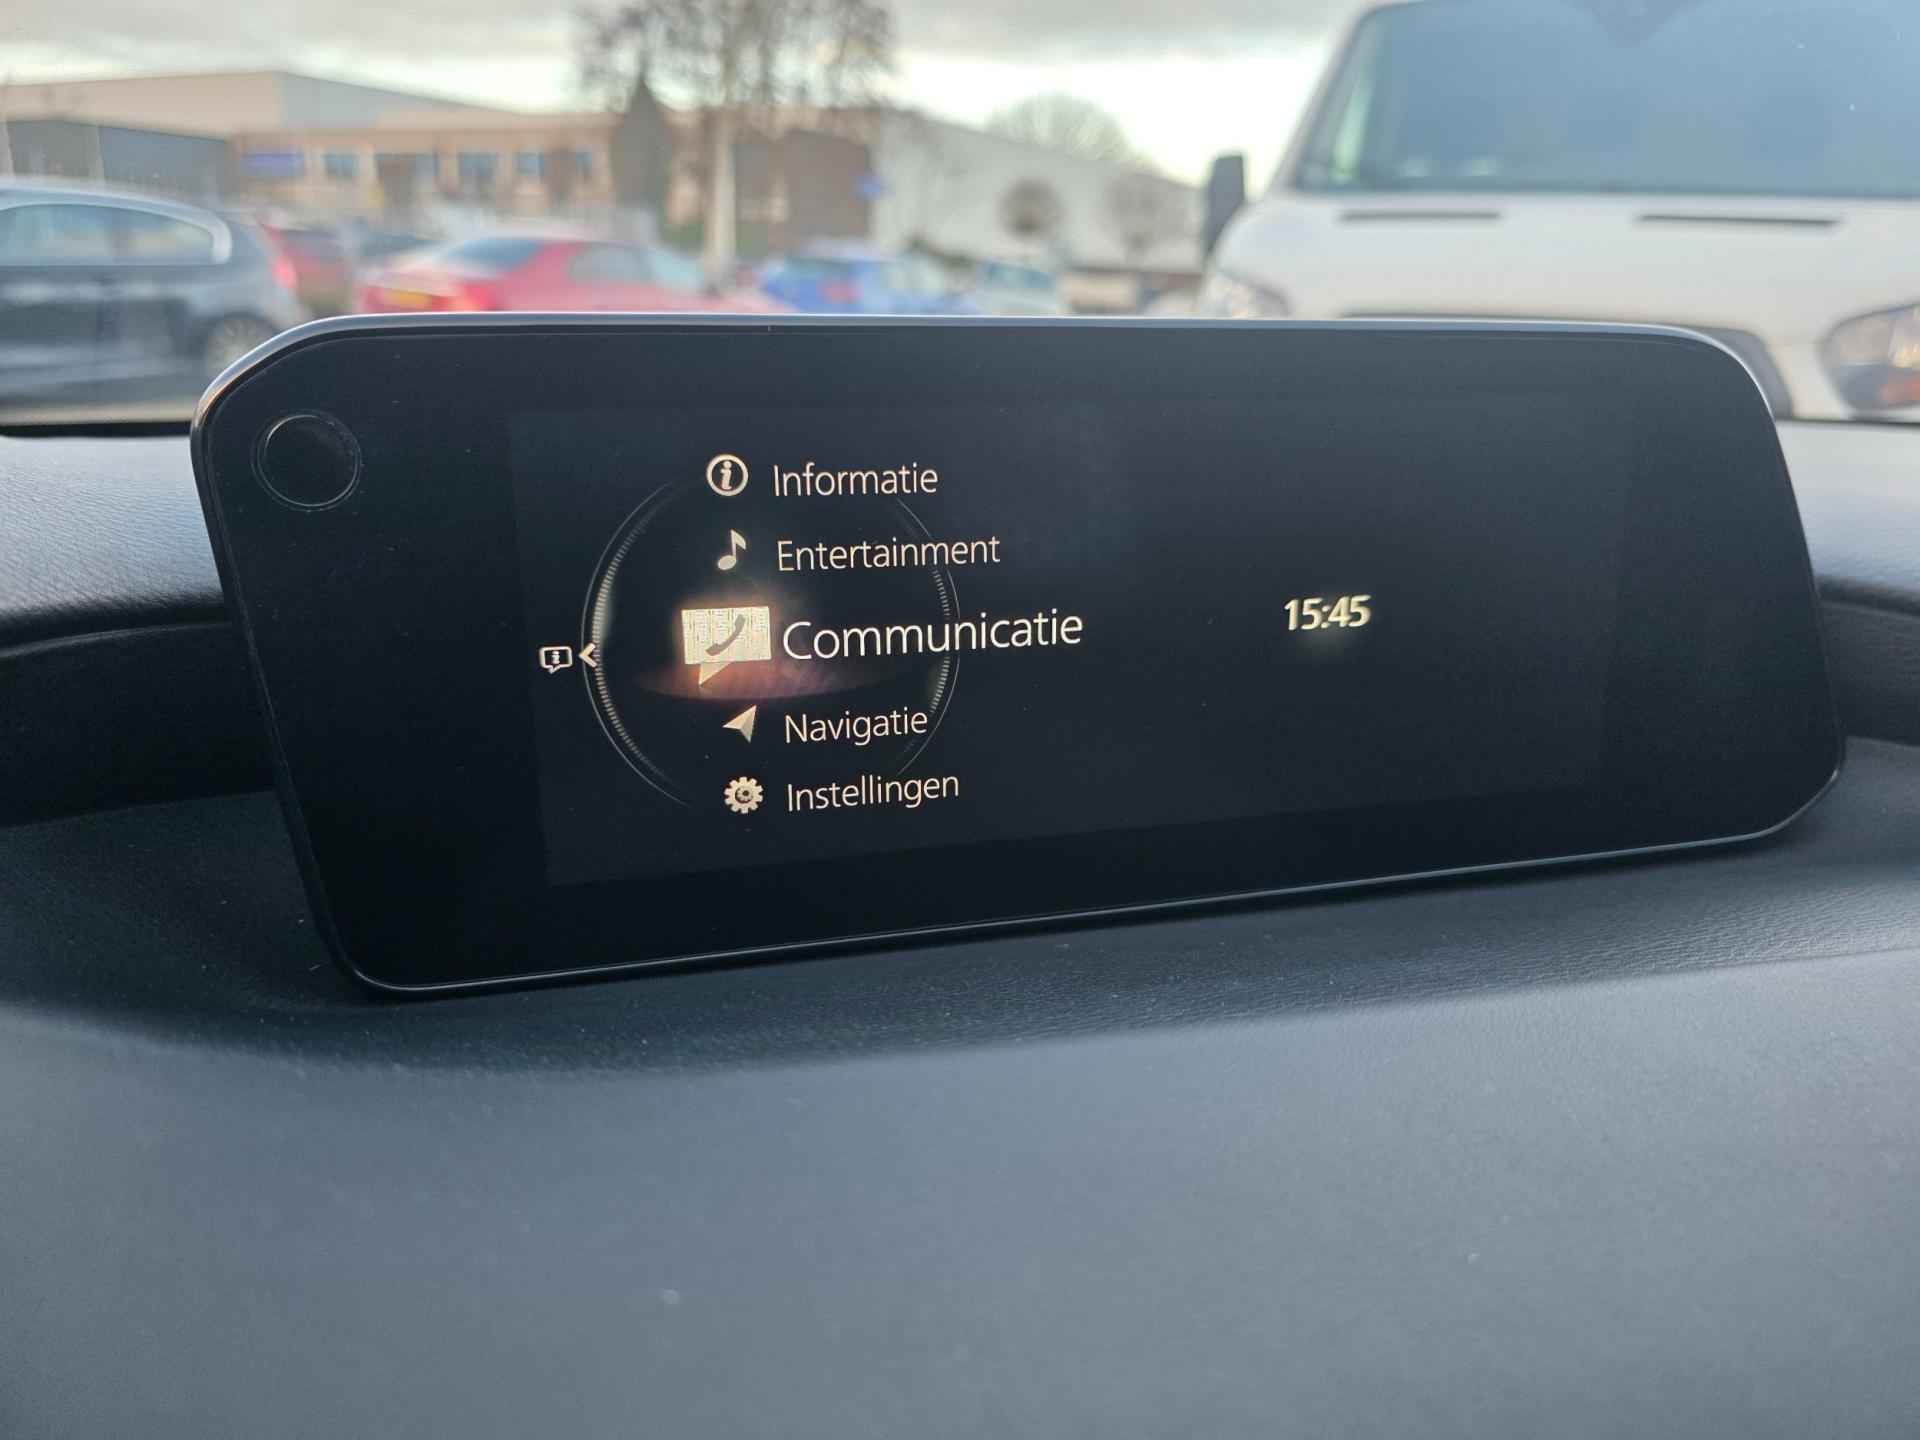 Informatie
Entertainment
Communicatie
15:45
Navigatie
Instellingen